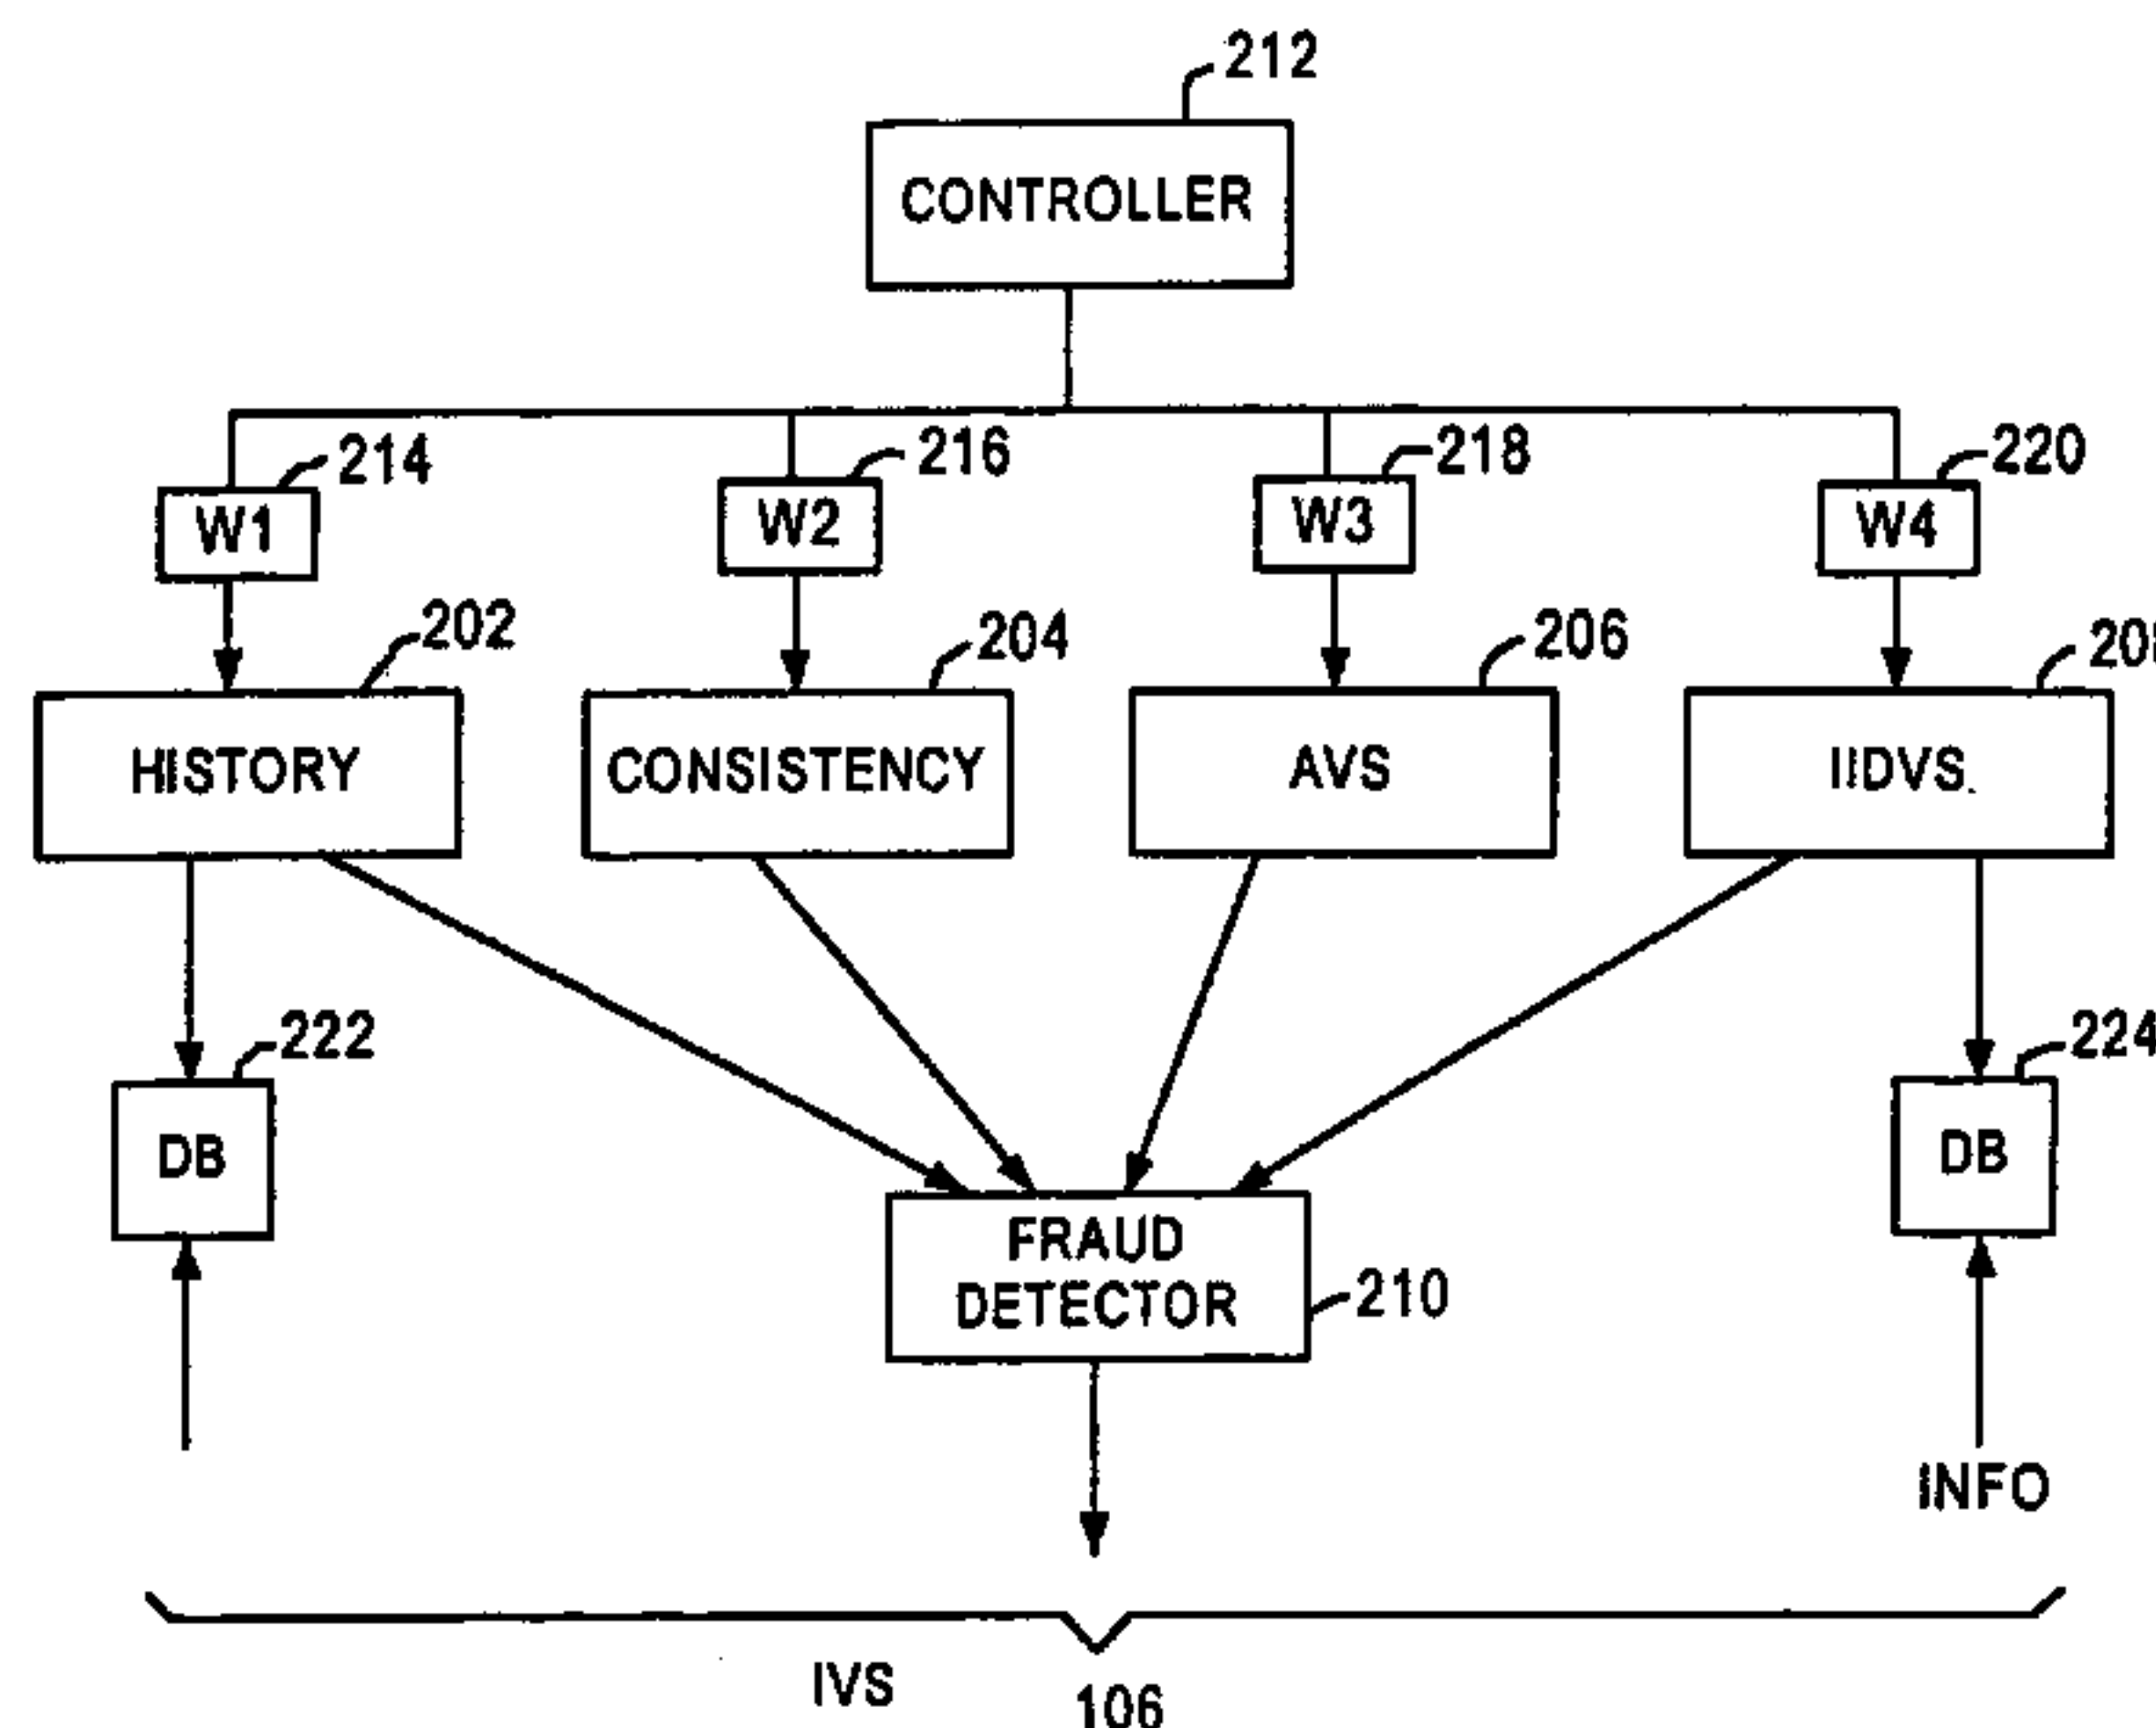 212
CONTROLLER
214
216
218
220
W1
W2
W3
W4
202
204
206
HISTORY
CONSISTENCY
AVS
IIDVS.
222
224
DB
DB
FRAUD
DETECTOR
210
INFO
IVS
106